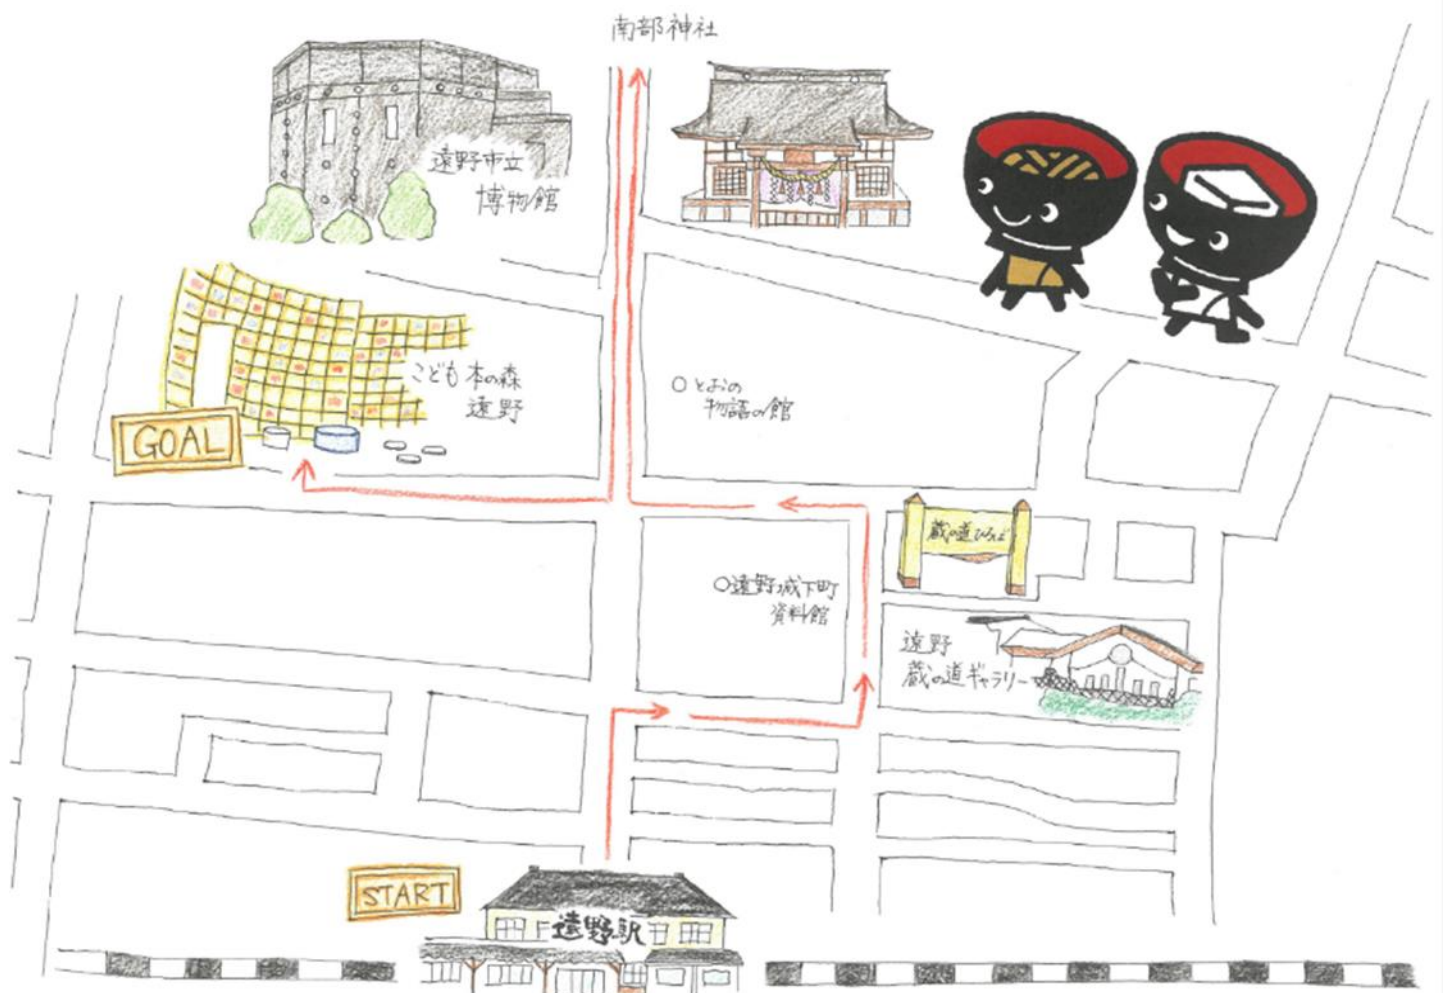 南部神社
遠野市立
博物館
こども本の森
遠野
GOAL
とおの
物語の館
蔵の道ひろば
遠野城下町
資料館
遠野
蔵の道ギャラリー
START
遠野駅